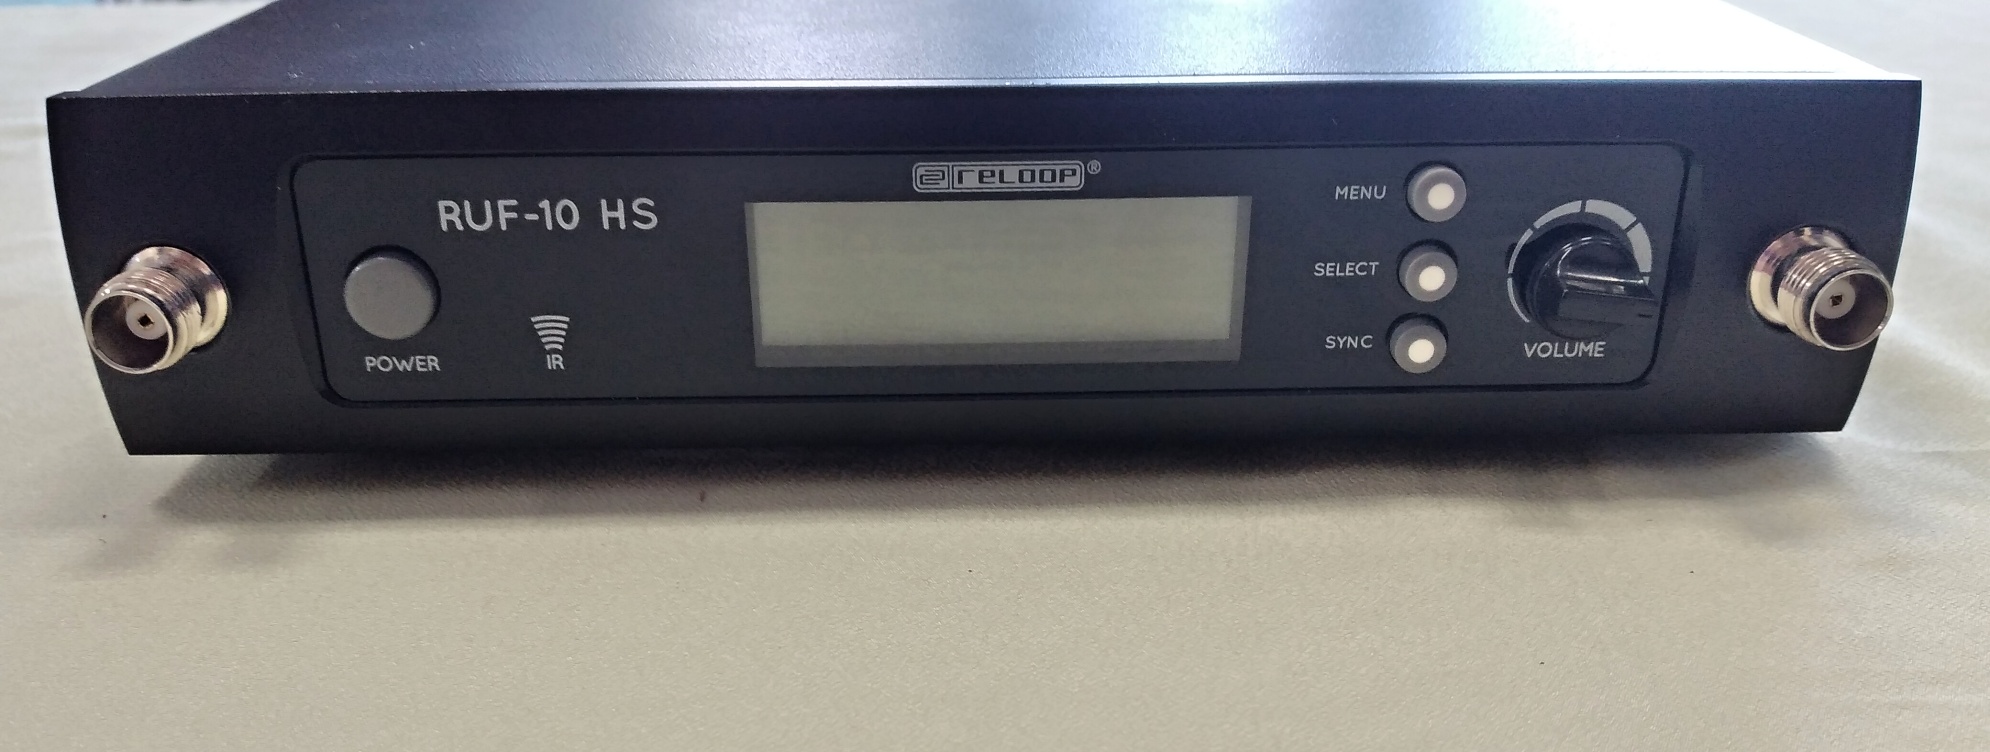 reloop®
RUF-10 HS
POWER
IR
MENU
SELECT
SYNC
VOLUME